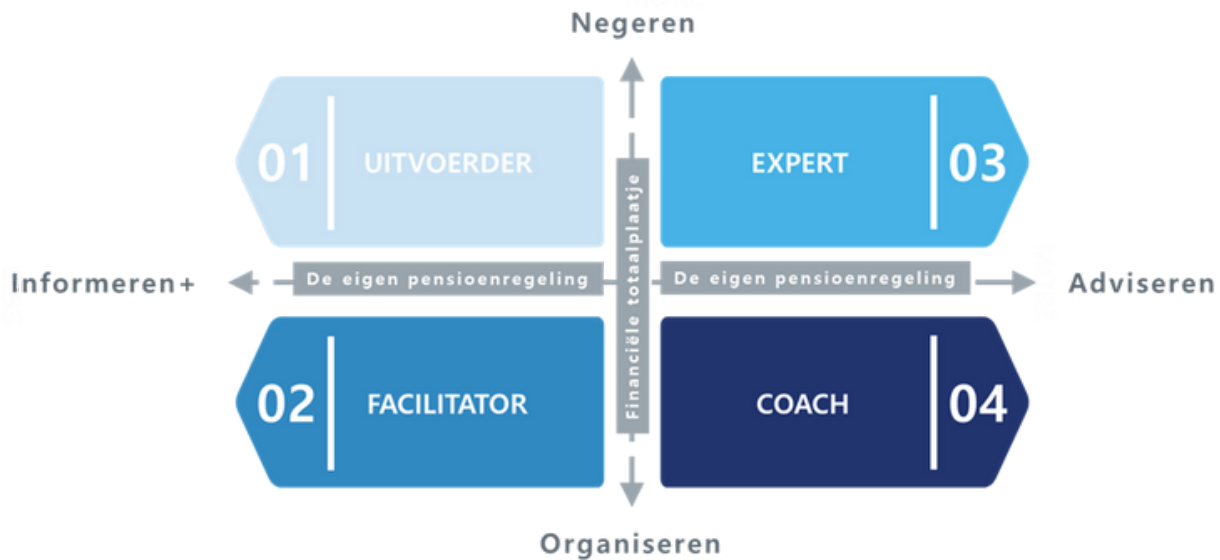 Negeren
01
UITVOERDER
EXPERT
03
Informeren+
De eigen pensioenregeling
Financiële totaalplaatje
De eigen pensioenregeling
Adviseren
02
FACILITATOR
COACH
04
Organiseren